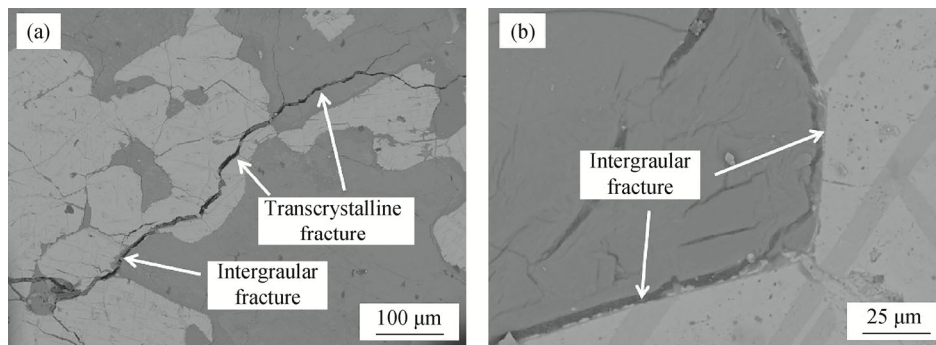 (a)
Transcrystalline
fracture
Intergraular
fracture
100 μm
(b)
Intergraular
fracture
25 μm